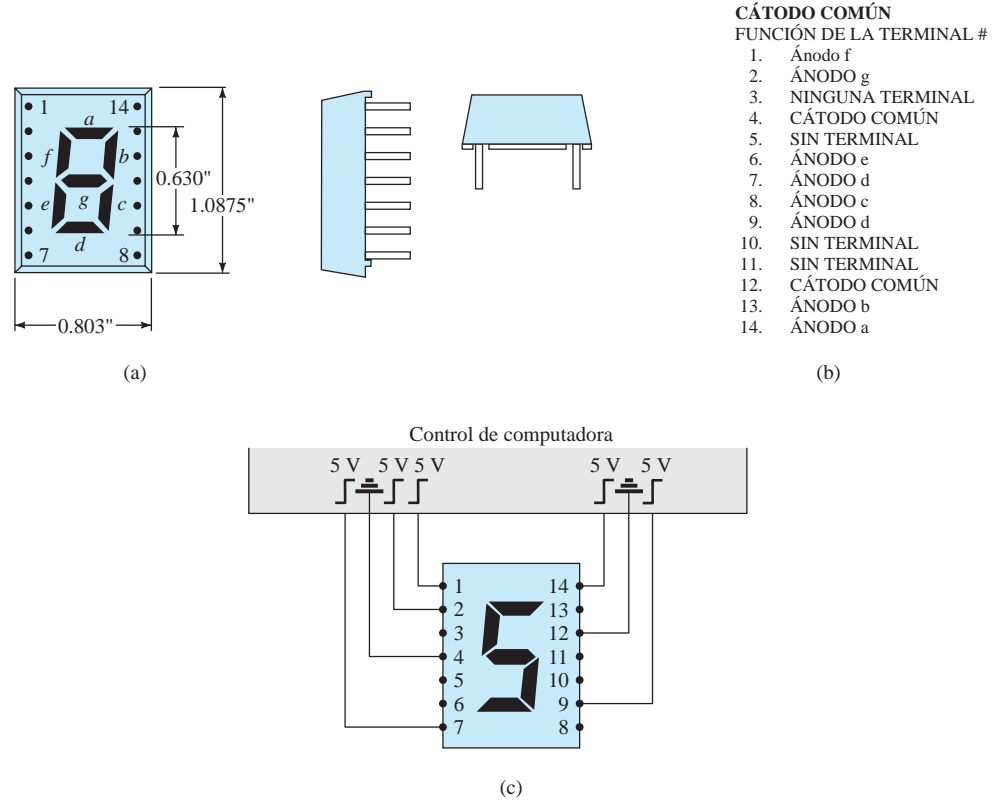 CÁTODO COMÚN
FUNCIÓN DE LA TERMINAL #
1. Ánodo f
2. ÁNODO g
3. NINGUNA TERMINAL
4. CÁTODO COMÚN
5. SIN TERMINAL
6. ÁNODO e
7. ÁNODO d
8. ÁNODO c
9. ÁNODO d
10. SIN TERMINAL
11. SIN TERMINAL
12. CÁTODO COMÚN
13. ÁNODO b
14. ÁNODO a
(b)
1 14
a
f b
0.630"
e g c
1.0875"
d
7 8
0.803"
(a)
Control de computadora
5 V 5 V 5 V 5 V 5 V
1 14
2 13
3 12
4 11
5 10
6 9
7 8
(c)